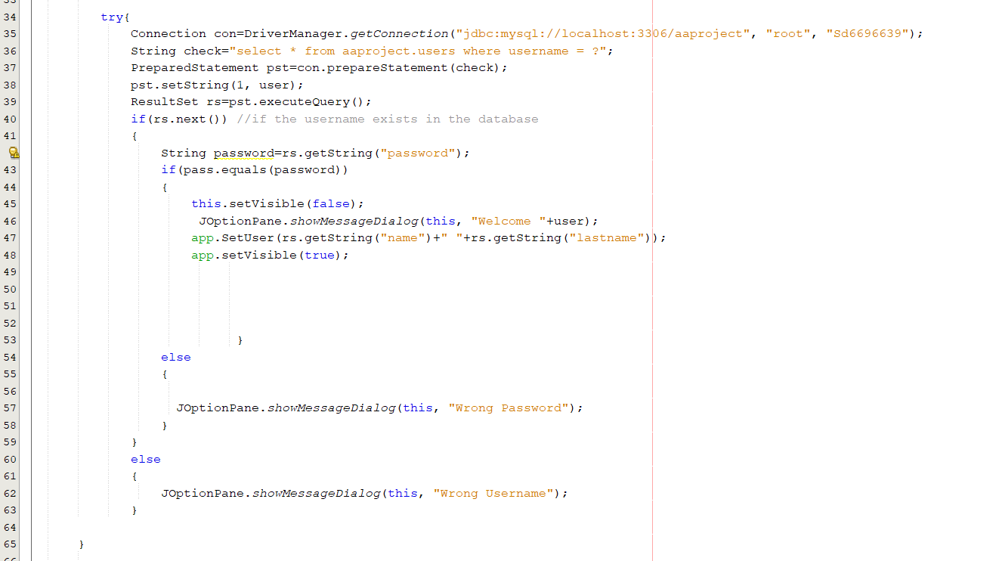 34 try{
35 Connection con=DriverManager.getConnection("jdbc:mysql://localhost:3306/aaproject", "root", "Sd6696639");
36 String check="select * from aaproject.users where username = ?";
37 PreparedStatement pst=con.prepareStatement(check);
38 pst.setString(1, user);
39 ResultSet rs=pst.executeQuery();
40 if(rs.next()) //if the username exists in the database
41 {
String password=rs.getString("password");
43 if(pass.equals(password))
44 {
45 this.setVisible(false);
46 JOptionPane.showMessageDialog(this, "Welcome "+user);
47 app.SetUser(rs.getString("name")+" "+rs.getString("lastname"));
48 app.setVisible(true);
49
50
51
52
53 }
54 else
55 {
56
57 JOptionPane.showMessageDialog(this, "Wrong Password");
58 }
59 }
60 else
61 {
62 JOptionPane.showMessageDialog(this, "Wrong Username");
63 }
64
65 }